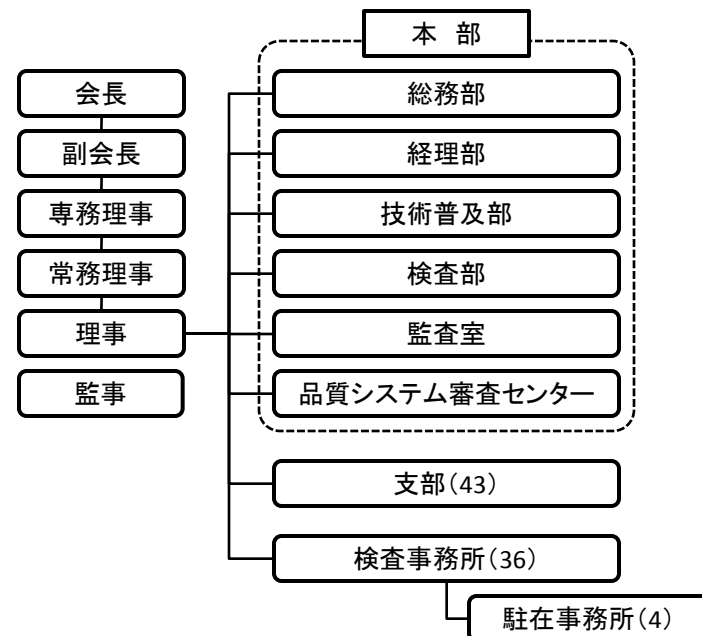 本 部
会長
副会長
専務理事
常務理事
理事
監事
総務部
経理部
技術普及部
検査部
監査室
品質システム審査センター
支部(43)
検査事務所(36)
駐在事務所(4)